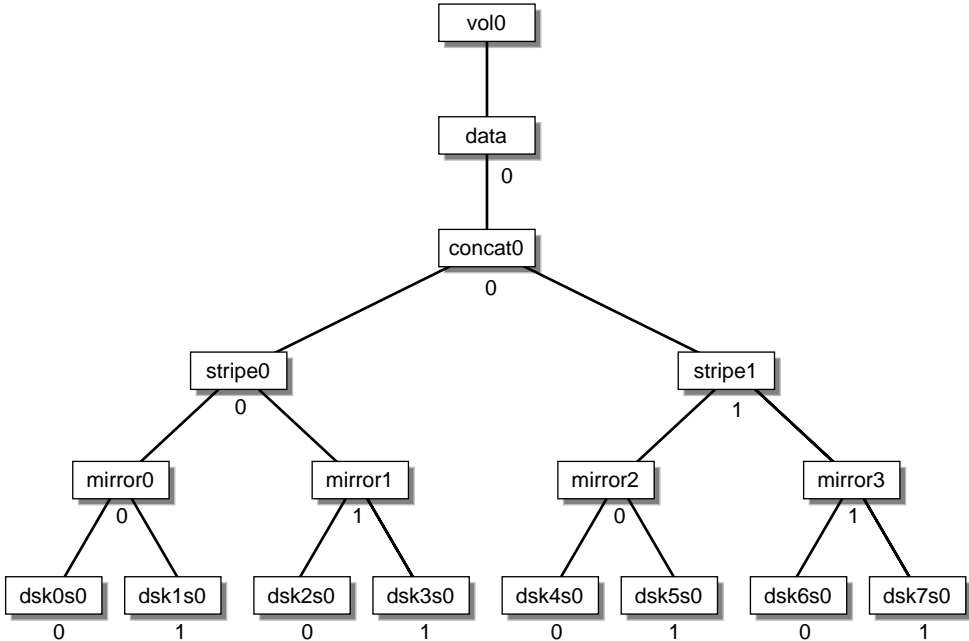 vol0
data
0
concat0
0
stripe0 stripe1
0 1
mirror0 mirror1 mirror2 mirror3
0 1 0 1
dsk0s0 dsk1s0 dsk2s0 dsk3s0 dsk4s0 dsk5s0 dsk6s0 dsk7s0
0 1 0 1 0 1 0 1